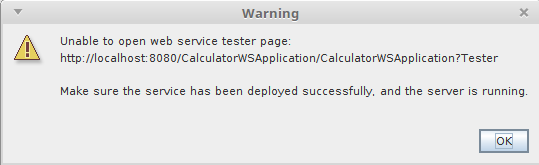 Warning
Unable to open web service tester page:
http://localhost:8080/CalculatorWSApplication/CalculatorWSApplication?Tester
Make sure the service has been deployed successfully, and the server is running.
OK